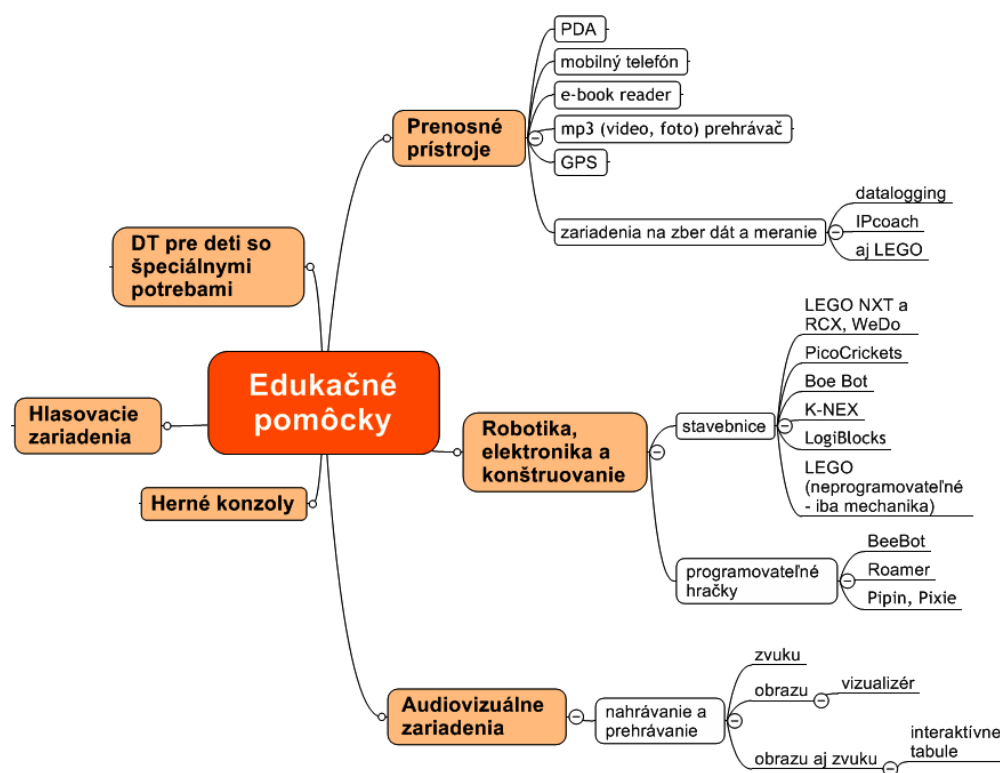 PDA
mobilný telefón
e-book reader
mp3 (video, foto) prehrávač
GPS
Prenosné
prístroje
zariadenia na zber dát a meranie
datalogging
IPcoach
aj LEGO
DT pre deti so
špeciálnymi
potrebami
Edukačné
pomôcky
Hlasovacie
zariadenia
Herné konzoly
Robotika,
elektronika a
konštruovanie
stavebnice
LEGO NXT a
RCX, WeDo
PicoCrickets
Boe Bot
K-NEX
LogiBlocks
LEGO
(neprogramovateľné
- iba mechanika)
programovateľné
hračky
BeeBot
Roamer
Pipin, Pixie
Audiovizuálne
zariadenia
nahrávanie a
prehrávanie
zvuku
obrazu
vizualizér
obrazu aj zvuku
interaktívne
tabule